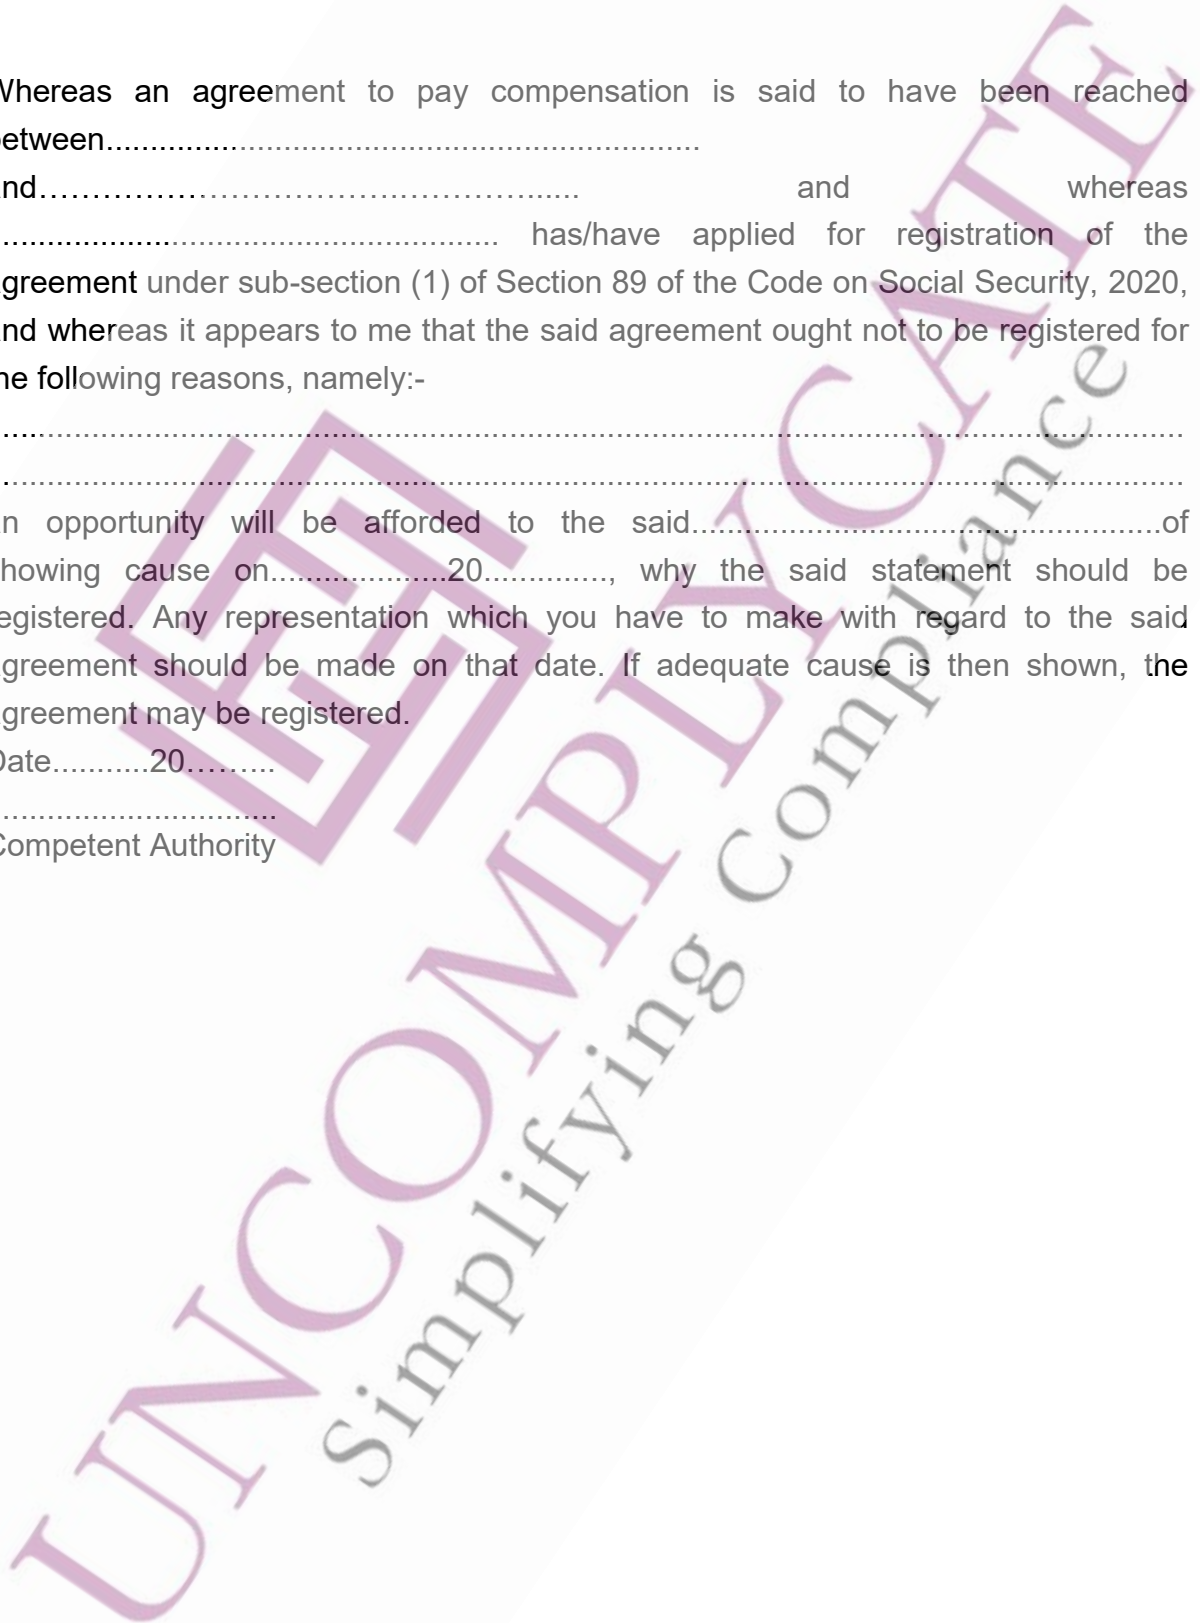 Whereas an agreement to pay compensation is said to have been reached
between....................................................................
and................................................... and whereas
......................................................... has/have applied for registration of the
agreement under sub-section (1) of Section 89 of the Code on Social Security, 2020,
and whereas it appears to me that the said agreement ought not to be registered for
the following reasons, namely:-
......................................................................................................................................
......................................................................................................................................
an opportunity will be afforded to the said.....................................................of
showing cause on....................20.............., why the said statement should be
registered. Any representation which you have to make with regard to the said
agreement should be made on that date. If adequate cause is then shown, the
agreement may be registered.
Date...........20.........
................................
Competent Authority
UNCOMPLYCATE
Simplifying Compliance